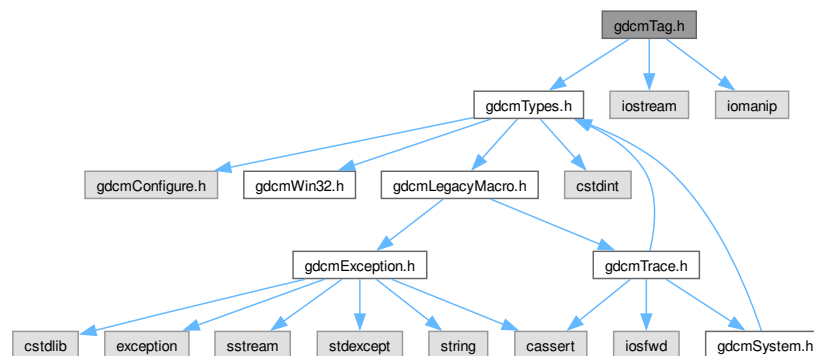 gdcmTag.h
gdcmTypes.h
iostream
iomanip
gdcmConfigure.h
gdcmWin32.h
gdcmLegacyMacro.h
cstdint
gdcmException.h
gdcmTrace.h
cstdlib
exception
sstream
stdexcept
string
cassert
iosfwd
gdcmSystem.h